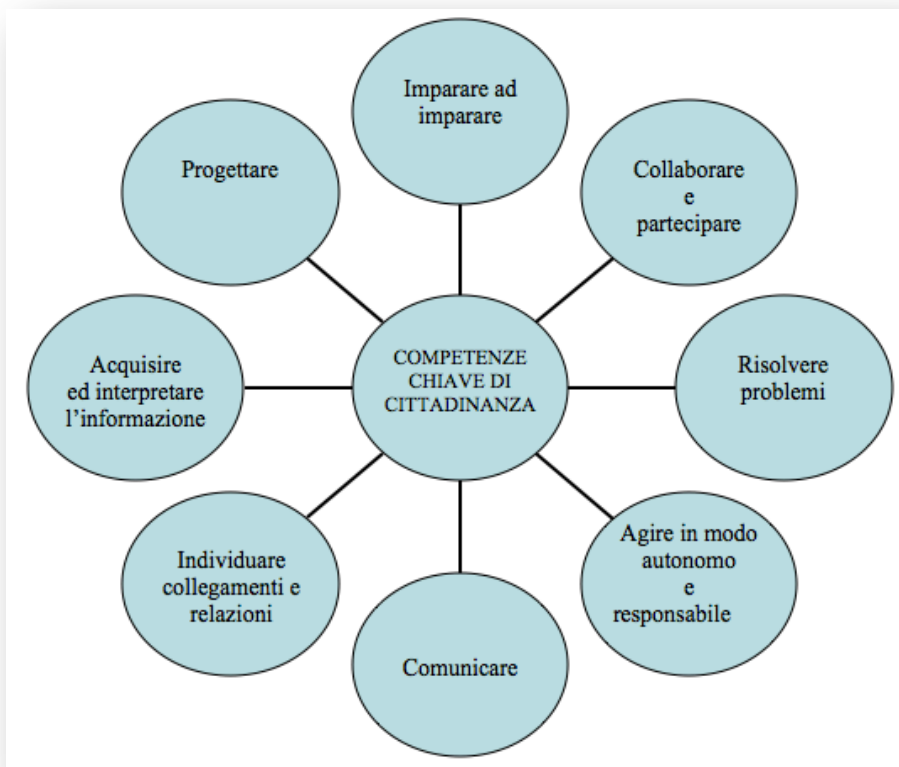 Imparare ad
imparare
Collaborare
e
partecipare
Risolvere
problemi
Agire in modo
autonomo
e
responsabile
Comunicare
Individuare
collegamenti e
relazioni
Acquisire
ed interpretare
l’informazione
Progettare
COMPETENZE
CHIAVE DI
CITTADINANZA